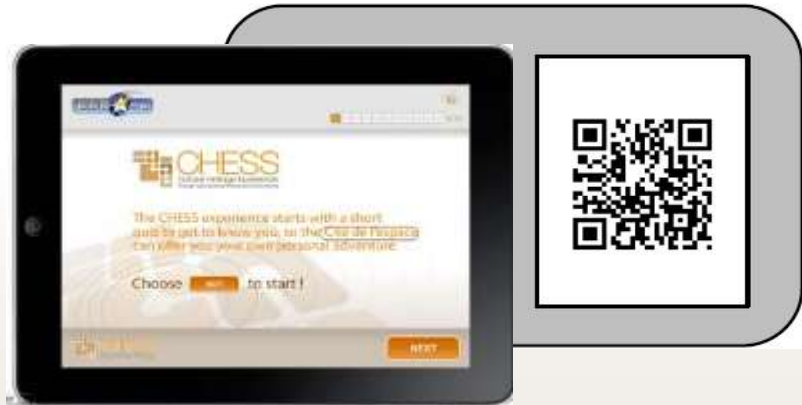 CHESS
The CHESS experience starts with a short
quiz to get to know you, so the Cité de l'espace
can offer you your own personal adventure
Choose NEXT to start !
NEXT